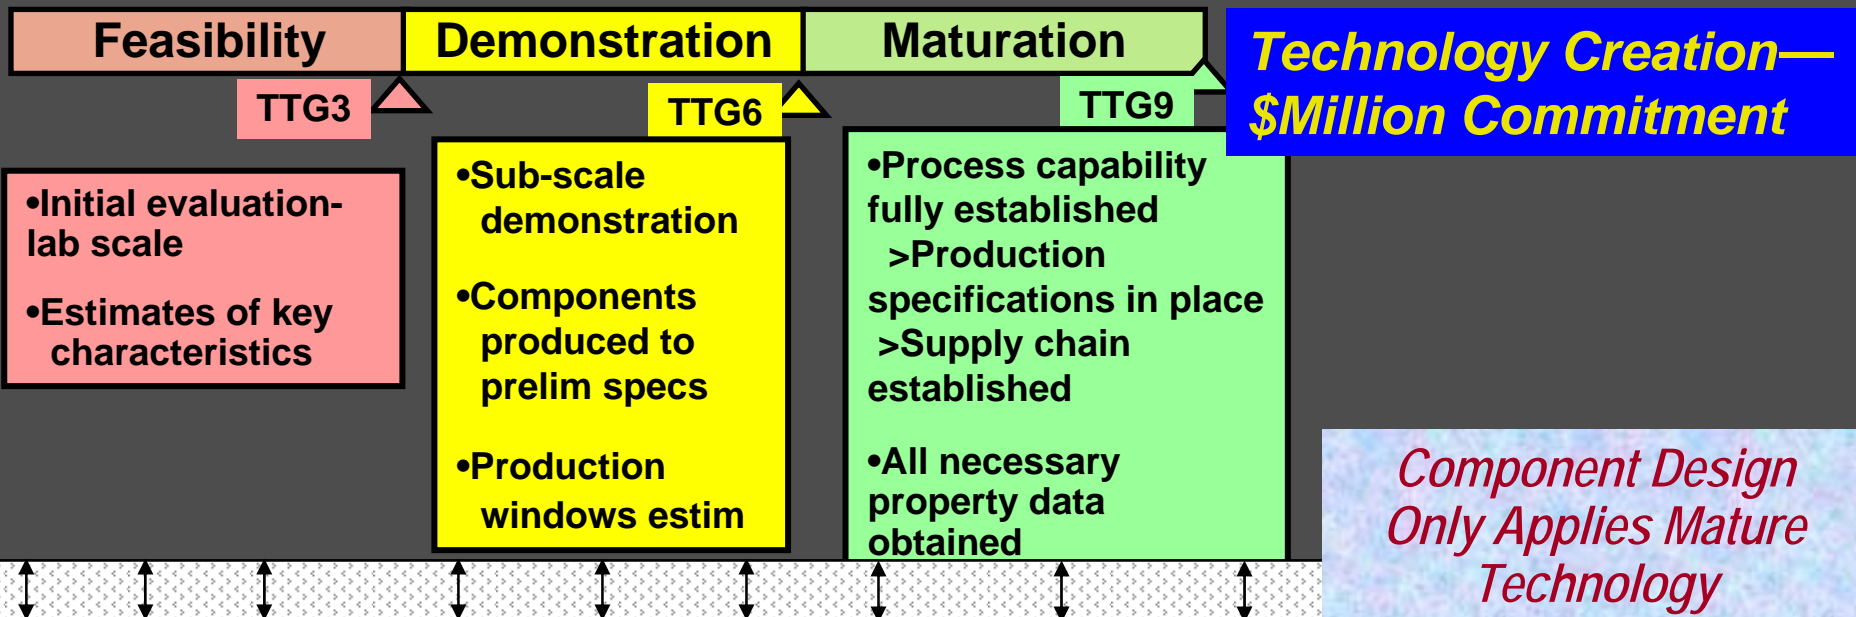 Feasibility
Demonstration
Maturation
Technology Creation—
$Million Commitment
TTG3
TTG6
TTG9
•Initial evaluation-
lab scale
•Estimates of key
characteristics
•Sub-scale
demonstration
•Components
produced to
prelim specs
•Production
windows estim
•Process capability
fully established
>Production
specifications in place
>Supply chain
established
•All necessary
property data
obtained
Component Design
Only Applies Mature
Technology